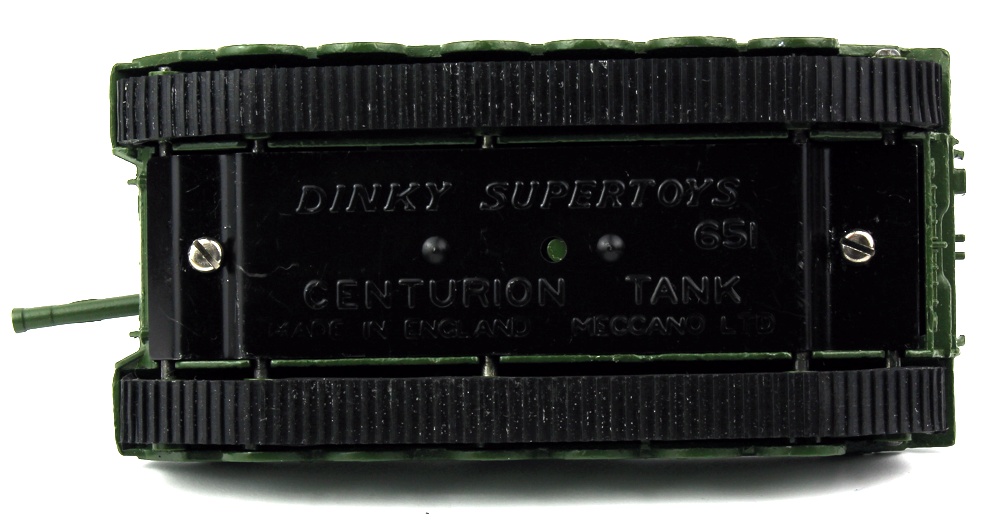 DINKY SUPERTOYS
651
CENTURION TANK
MADE IN ENGLAND MECCANO LTD